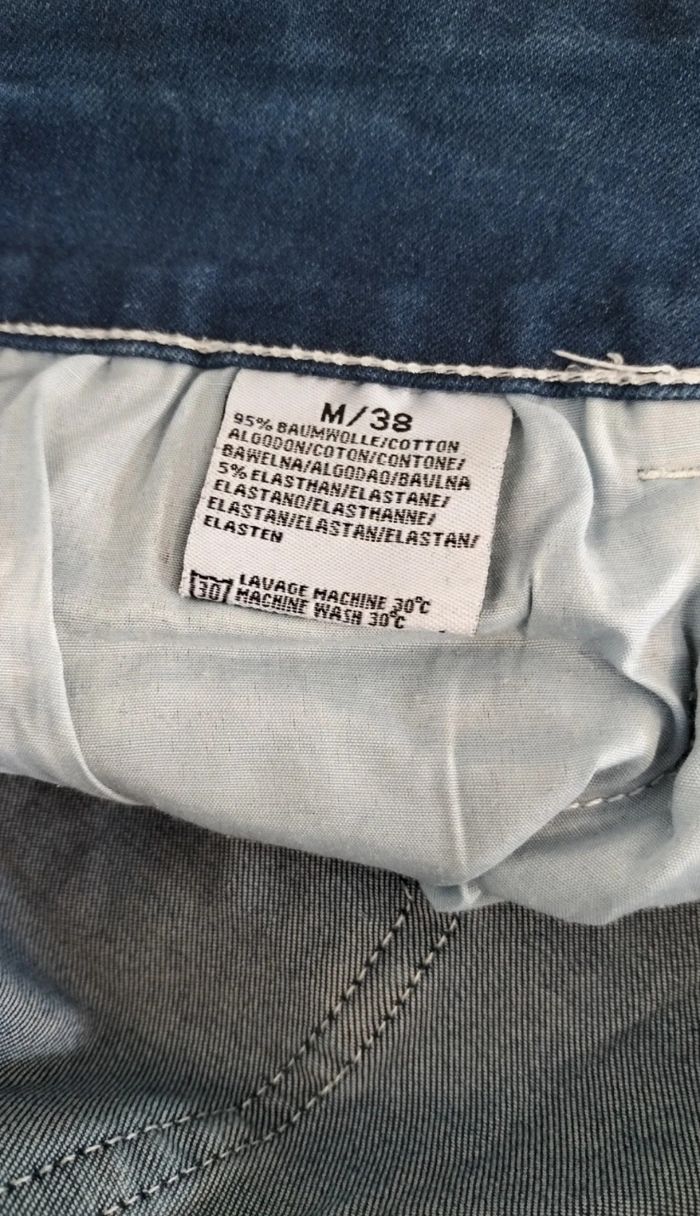 M/38
95% BAUMWOLLE/COTTON
ALGODON/COTON/CONTONE/
BAWELNA/ALGODAO/BAULNA
5% ELASTHAN/ELASTANE/
ELASTANO/ELASTHANNE/
ELASTAN/ELASTAN/ELASTAN/
ELASTEN
30 LAVAGE MACHINE 30°C
MACHINE WASH 30°C